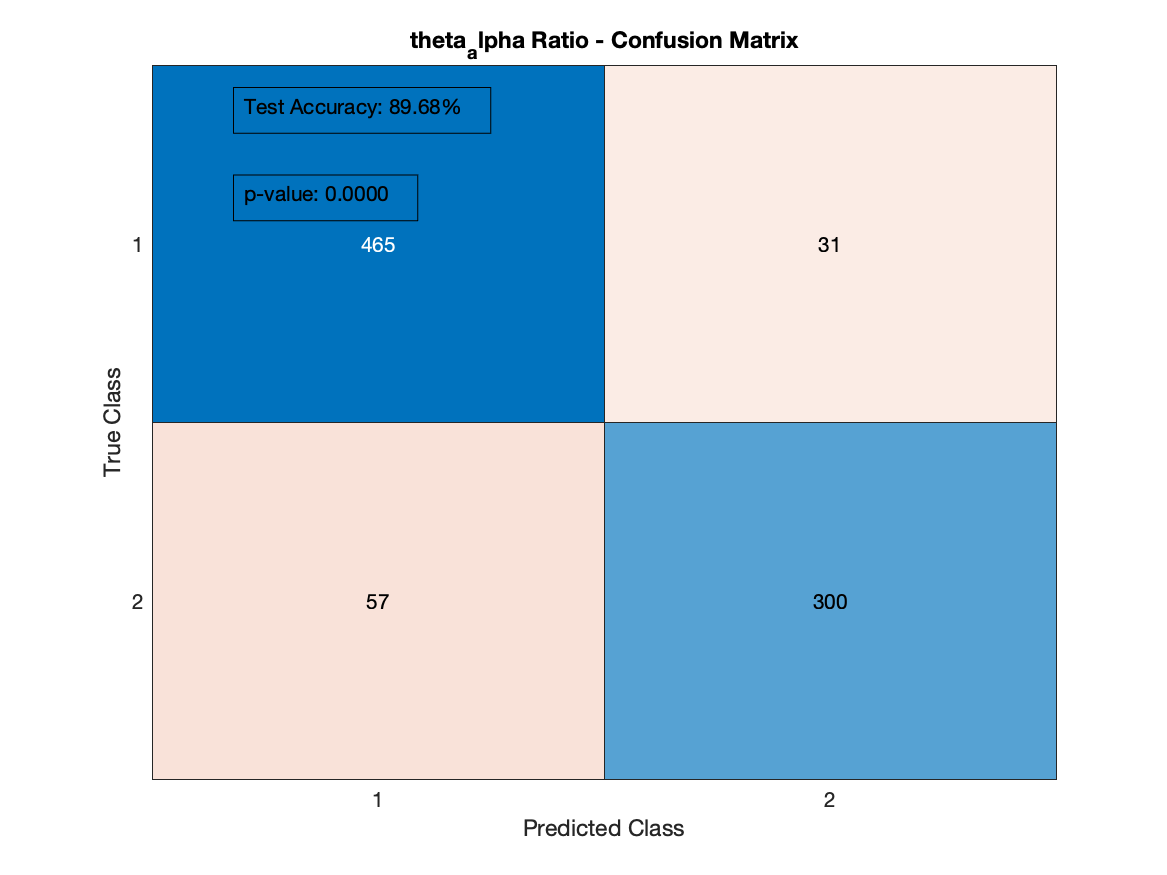 theta_alpha Ratio - Confusion Matrix
Test Accuracy: 89.68%
p-value: 0.0000
1
465
31
True Class
2
57
300
1
2
Predicted Class